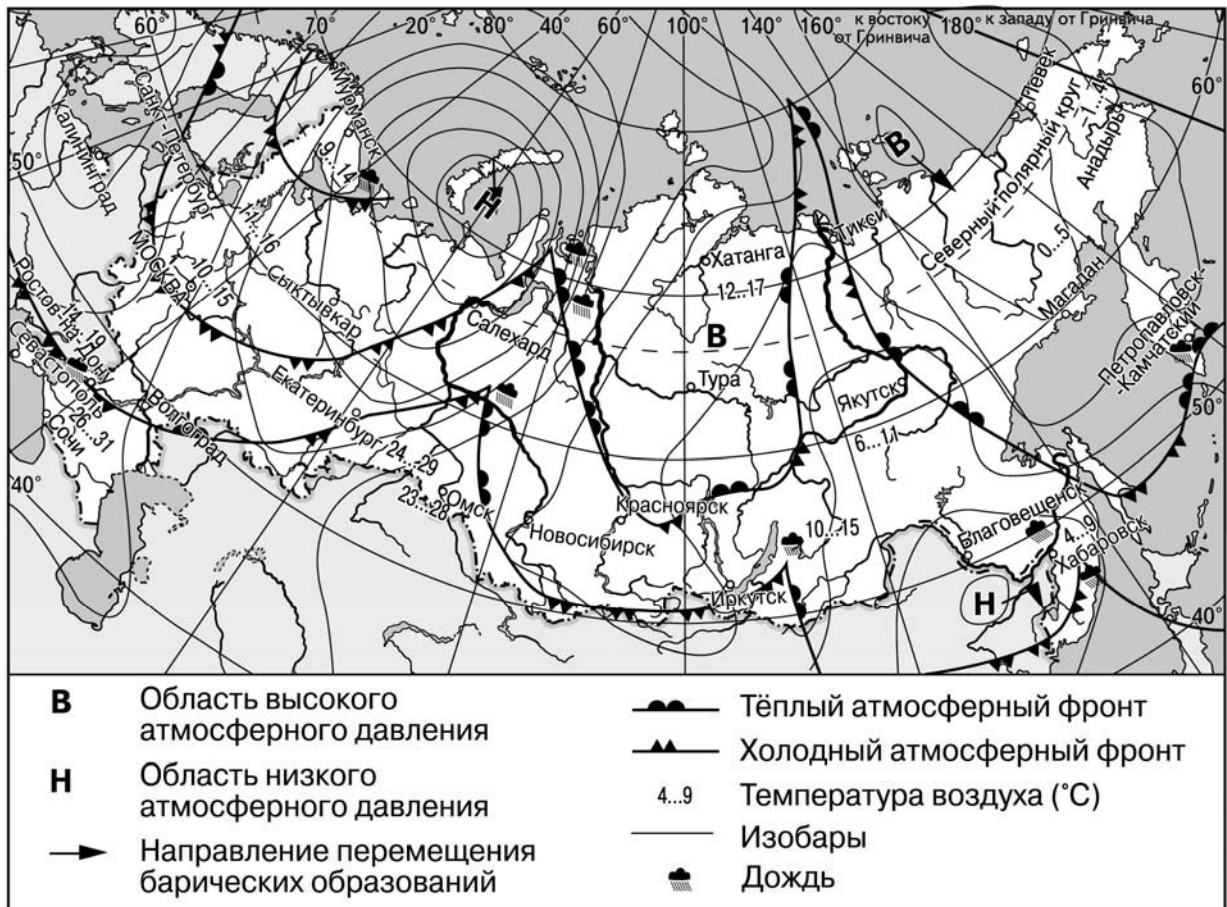 60°
70°
20°
80°
40°
60
100
140
160°
к востоку
от Гринвича
180°
к западу от Гринвича
60°
50°
40°
50°
40°
Калининград
Санкт-Петербург
Мурманск
9...14
11...16
МОСКВА
10...15
Сыктывкар
Салехард
Н
Ростов-на-Дону
14...19
Севастополь
Сочи
26...31
Волгоград
Екатеринбург
24...29
23...28
Омск
Новосибирск
Красноярск
Иркутск
10...15
Хатанга
12...17
В
Тура
Тикси
Якутск
6...11
В
Певек
Северный полярный круг
-1...4
Анадырь
0...5
Магадан
Петропавловск-
-Камчатский
Благовещенск
4...9
Хабаровск
Н
В Область высокого
атмосферного давления
Н Область низкого
атмосферного давления
Направление перемещения
барических образований
Тёплый атмосферный фронт
Холодный атмосферный фронт
4...9 Температура воздуха (°С)
Изобары
Дождь